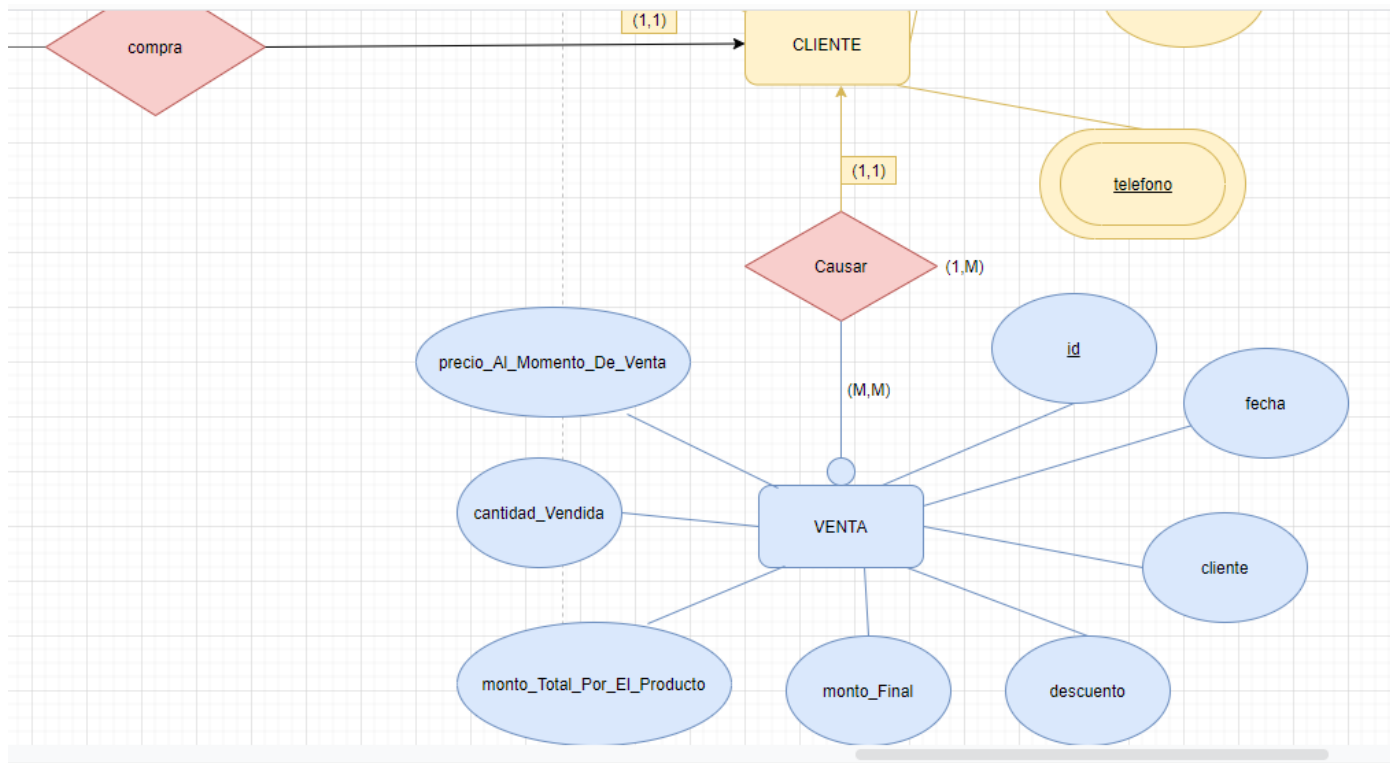 (1,1)
compra
CLIENTE
(1,1)
telefono
Causar
(1,M)
id
precio_Al_Momento_De_Venta
(M,M)
fecha
cantidad_Vendida
VENTA
cliente
monto_Total_Por_El_Producto
monto_Final
descuento